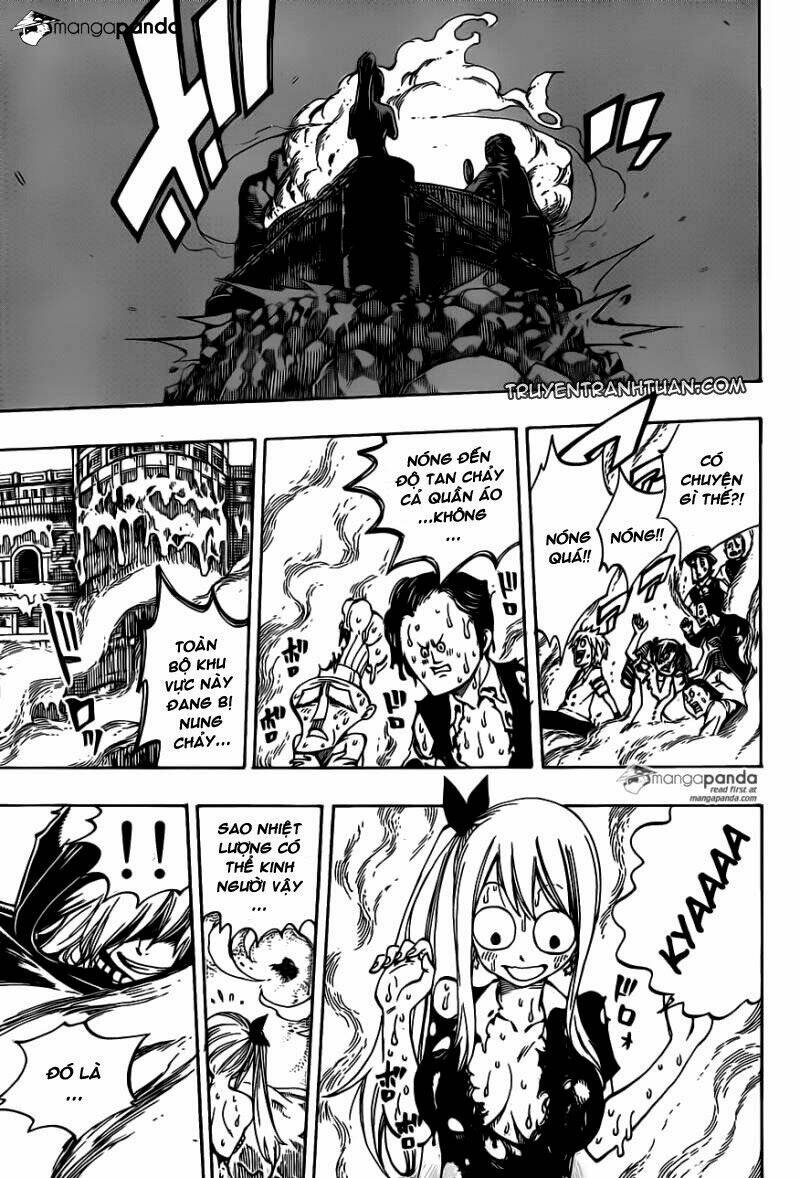 mangapanda
TRUYENTRANHTUAN.COM
CÓ
CHUYỆN
GÌ THẾ?!
NÓNG!!
NÓNG
QUÁ!!
NÓNG ĐẾN
ĐỘ TAN CHẢY
CẢ QUẦN ÁO
...KHÔNG
...
TOÀN
BỘ KHU
VỰC NÀY
ĐANG BỊ
NUNG
CHẢY...
mangapanda
read first at
mangapanda.com
KYAAAA
SAO NHIỆT
LƯỢNG CÓ
THỂ KINH
NGƯỜI VẬY
...
!!
ĐÓ LÀ
...